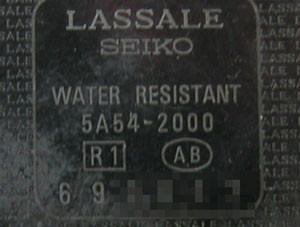 LASSALE
SEIKO
WATER RESISTANT
5A54-2000
R1 AB
6 9